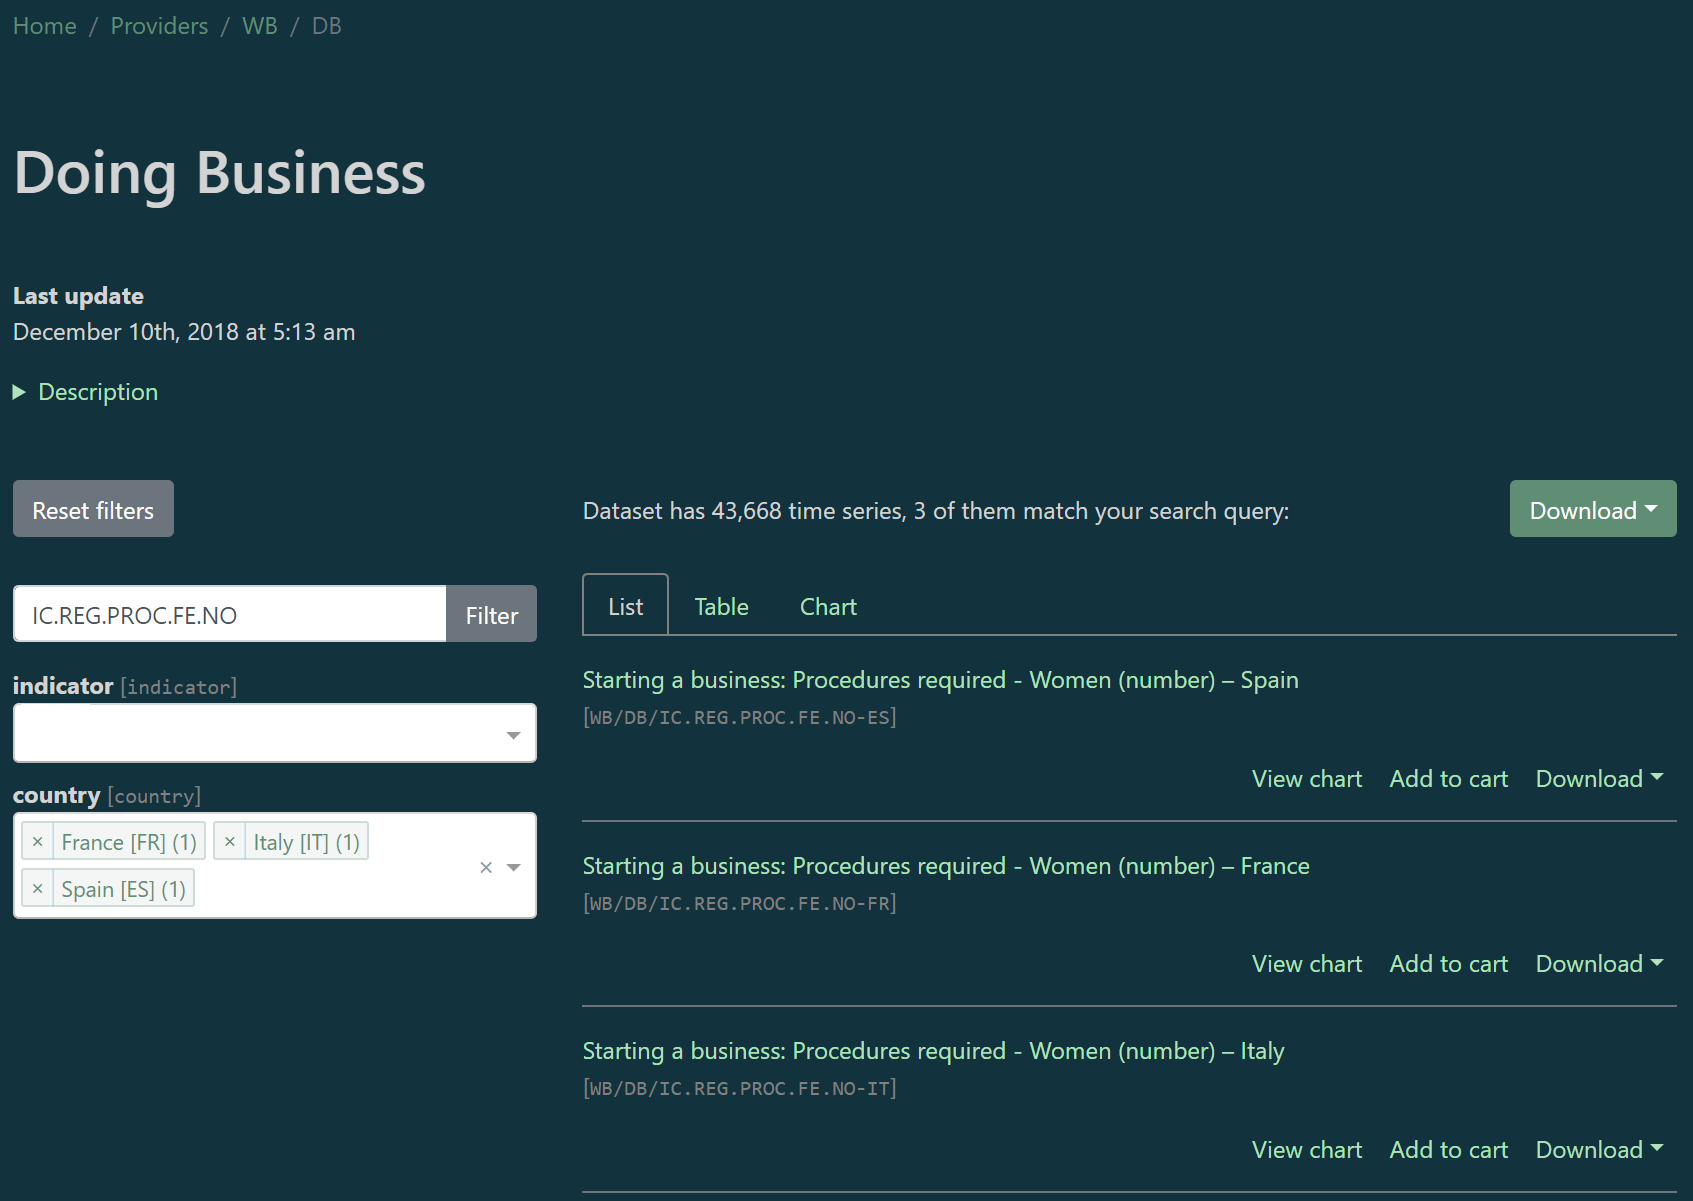 Home / Providers / WB / DB
Doing Business
Last update
December 10th, 2018 at 5:13 am
Description
Reset filters
IC.REG.PROC.FE.NO
Filter
indicator [indicator]
country [country]
× France [FR] (1) × Italy [IT] (1)
× Spain [ES] (1)
×
Dataset has 43,668 time series, 3 of them match your search query:
Download
List Table Chart
Starting a business: Procedures required - Women (number) – Spain
[WB/DB/IC.REG.PROC.FE.NO-ES]
View chart Add to cart Download
Starting a business: Procedures required - Women (number) – France
[WB/DB/IC.REG.PROC.FE.NO-FR]
View chart Add to cart Download
Starting a business: Procedures required - Women (number) – Italy
[WB/DB/IC.REG.PROC.FE.NO-IT]
View chart Add to cart Download